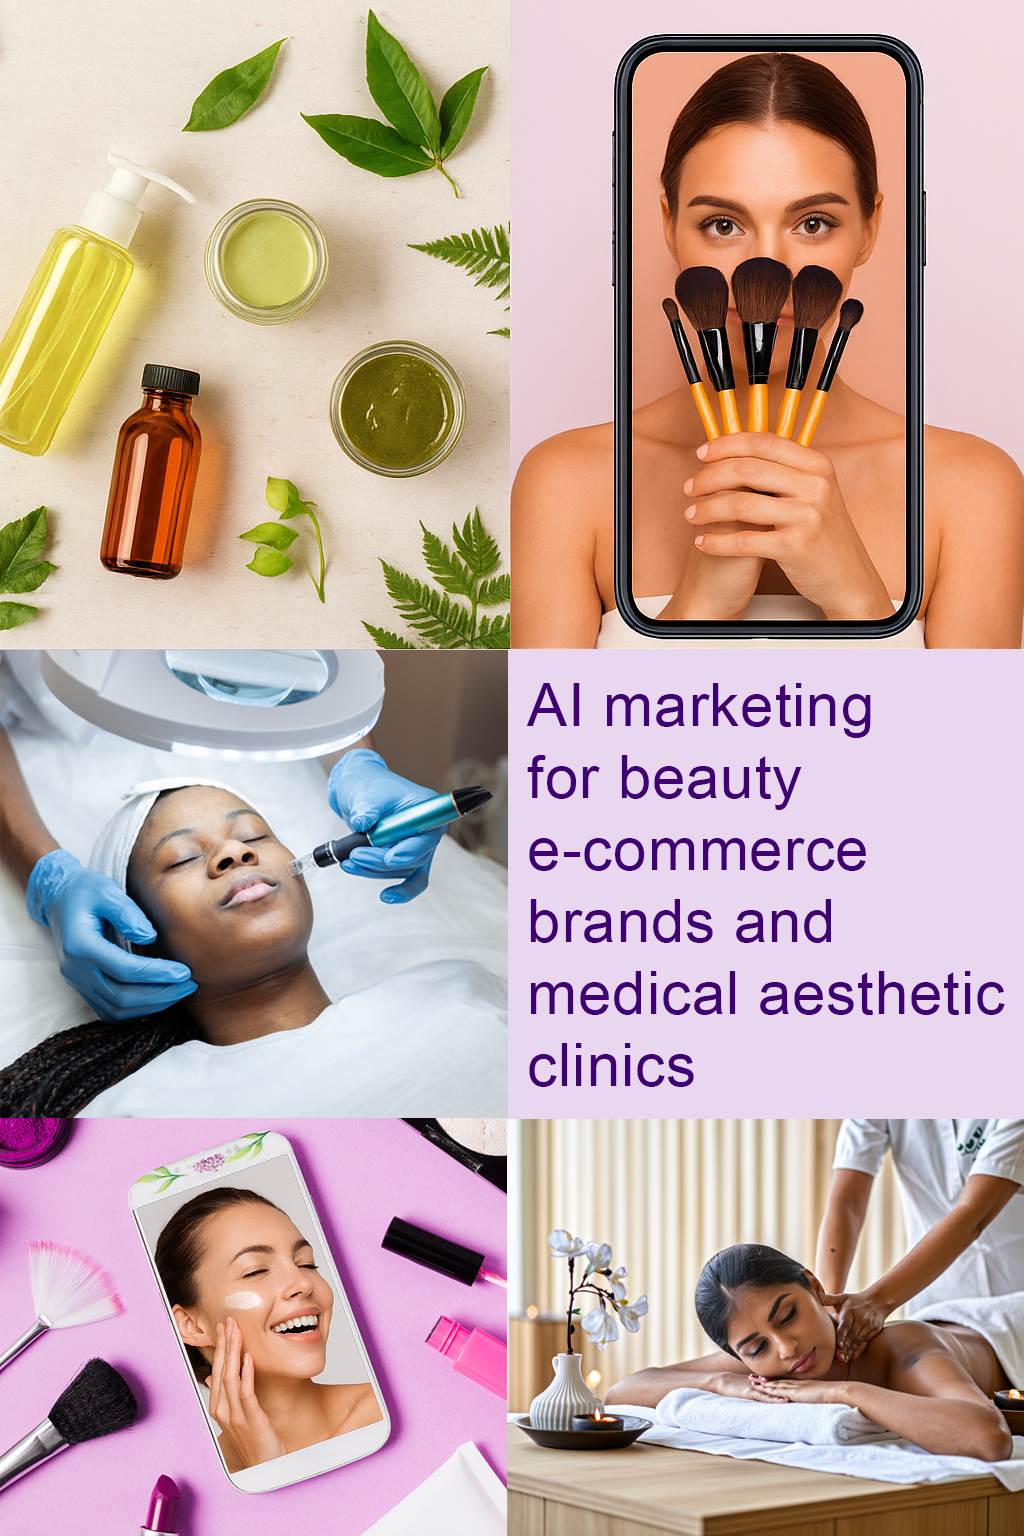 AI marketing
for beauty
e-commerce
brands and
medical aesthetic
clinics